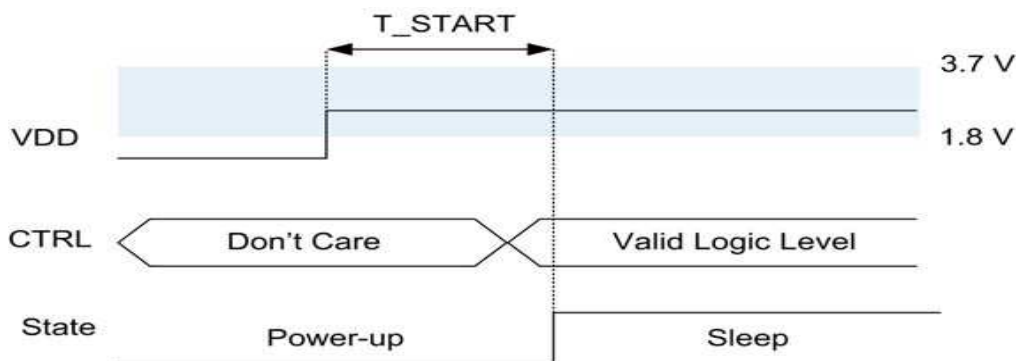 T_START
3.7 V
VDD
1.8 V
CTRL
Don't Care
Valid Logic Level
State
Power-up
Sleep